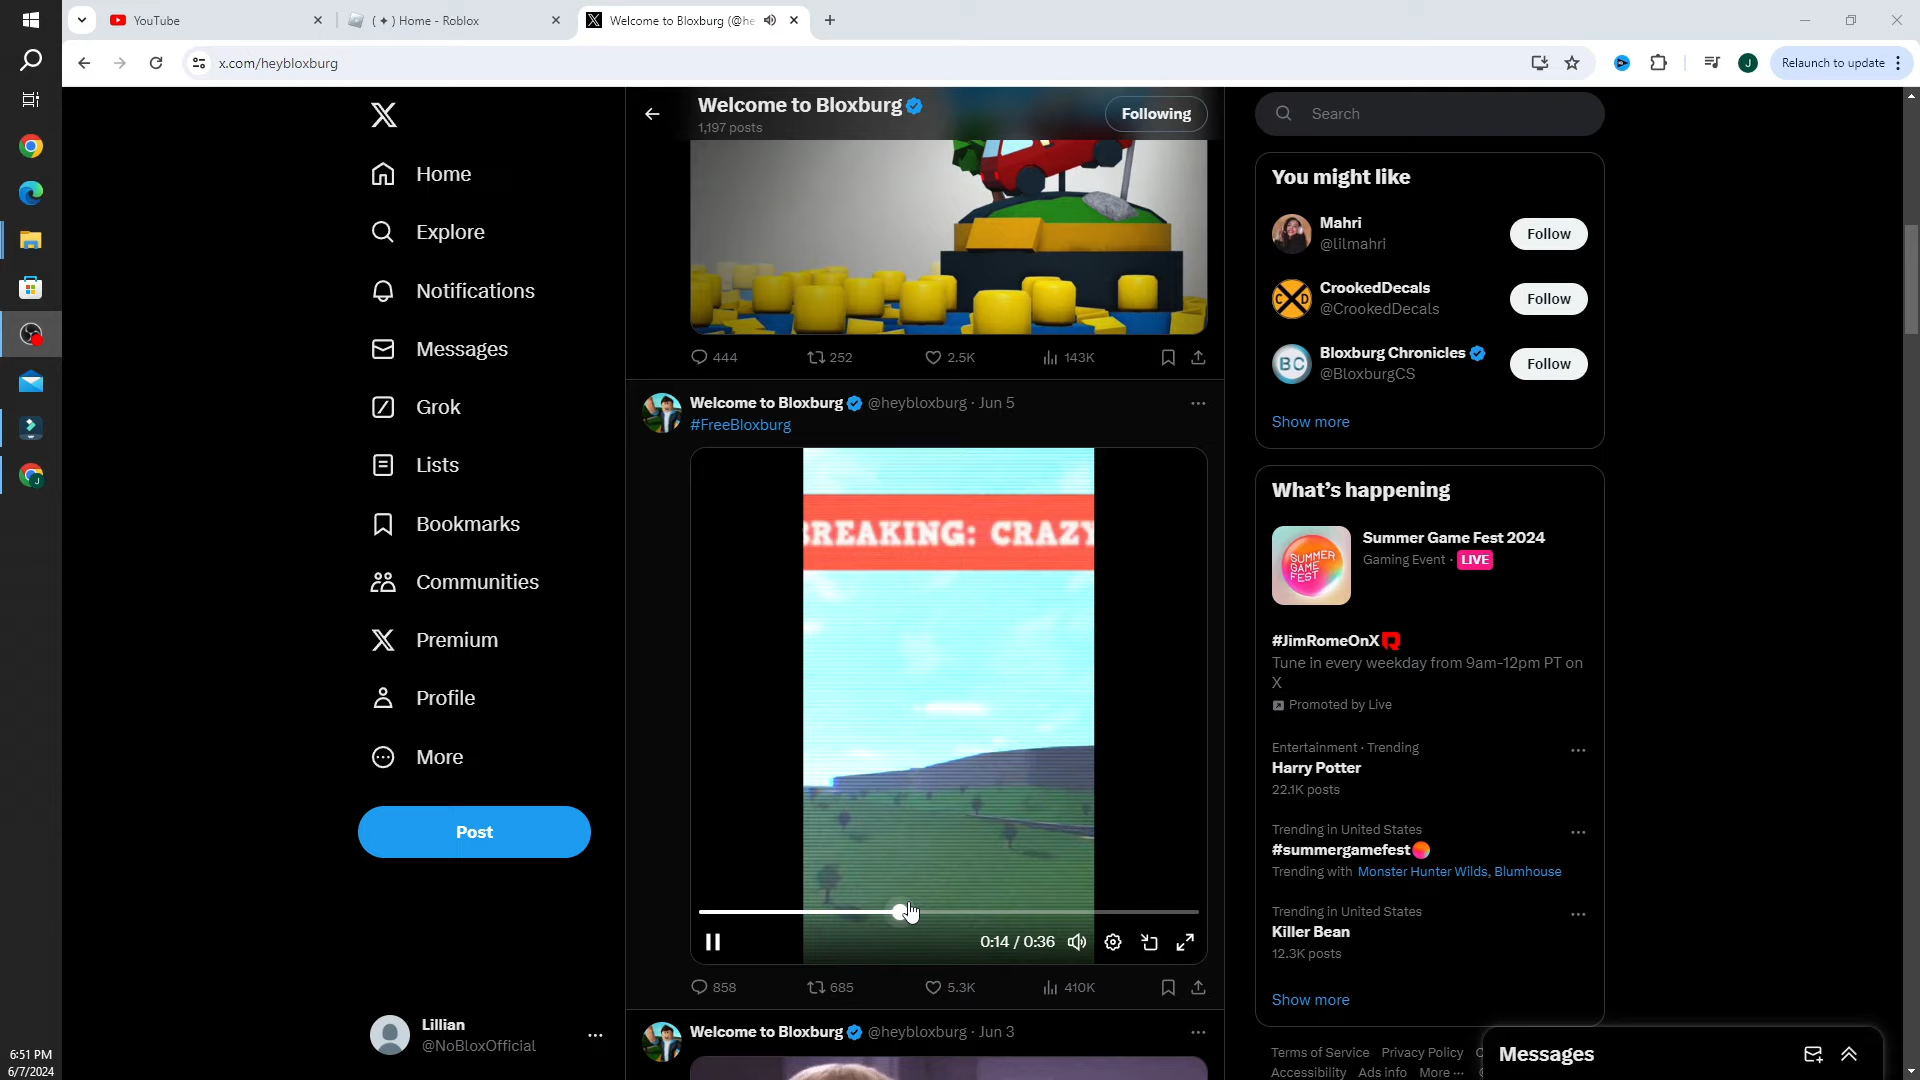 YouTube
( ✦ ) Home - Roblox
Welcome to Bloxburg (@he
x.com/heybloxburg
Relaunch to update
Home
Explore
Notifications
Messages
Grok
Lists
Bookmarks
Communities
Premium
Profile
More
Post
Lillian
@NoBloxOfficial
6:51 PM
6/7/2024
Welcome to Bloxburg
1,197 posts
Following
444 252 2.5K 143K
Welcome to Bloxburg @heybloxburg · Jun 5
#FreeBloxburg
BREAKING: CRAZY
0:14 / 0:36
858 685 5.3K 410K
Welcome to Bloxburg @heybloxburg · Jun 3
Search
You might like
Mahri
@lilmahri
Follow
CrookedDecals
@CrookedDecals
Follow
BC
Bloxburg Chronicles
@BloxburgCS
Follow
Show more
What's happening
SUMMER
GAME
FEST
Summer Game Fest 2024
Gaming Event · LIVE
#JimRomeOnX
Tune in every weekday from 9am-12pm PT on
X
Promoted by Live
Entertainment · Trending
Harry Potter
22.1K posts
Trending in United States
#summergamefest
Trending with Monster Hunter Wilds, Blumhouse
Trending in United States
Killer Bean
12.3K posts
Show more
Terms of Service Privacy Policy
Accessibility Ads info More ...
Messages